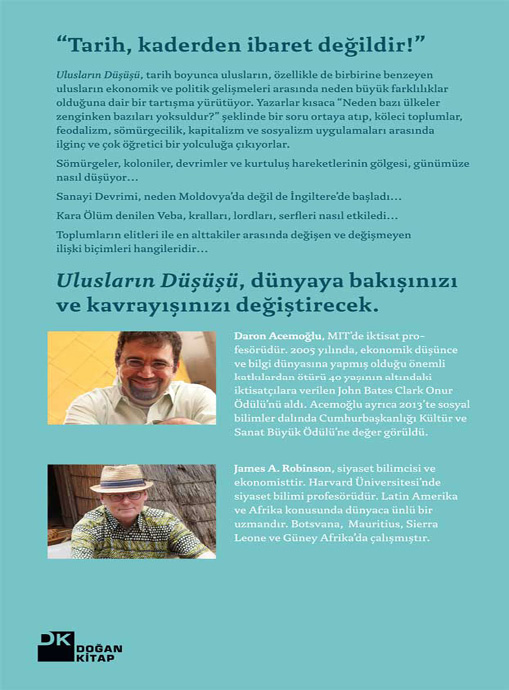 “Tarih, kaderden ibaret değildir!”
Ulusların Düşüşü, tarih boyunca ulusların, özellikle de birbirine benzeyen
ulusların ekonomik ve politik gelişmeleri arasında neden büyük farklılıklar
olduğuna dair bir tartışma yürütüyor. Yazarlar kısaca “Neden bazı ülkeler
zenginken bazıları yoksuldur?” şeklinde bir soru ortaya atıp, köleci toplumlar,
feodalizm, sömürgecilik, kapitalizm ve sosyalizm uygulamaları arasında
ilginç ve çok öğretici bir yolculuğa çıkıyorlar.
Sömürgeler, koloniler, devrimler ve kurtuluş hareketlerinin gölgesi, günümüze
nasıl düşüyor…
Sanayi Devrimi, neden Moldovya’da değil de İngiltere’de başladı…
Kara Ölüm denilen Veba, kralları, lordları, serfleri nasıl etkiledi…
Toplumların elitleri ile en alttakiler arasında değişen ve değişmeyen
ilişki biçimleri hangileridir…
Ulusların Düşüşü, dünyaya bakışınızı
ve kavrayışınızı değiştirecek.
Daron Acemoğlu, MIT’de iktisat pro-
fesörüdür. 2005 yılında, ekonomik düşünce
ve bilgi dünyasına yapmış olduğu önemli
katkılardan ötürü 40 yaşının altındaki
iktisatçılara verilen John Bates Clark Onur
Ödülü’nü aldı. Acemoğlu ayrıca 2013’te sosyal
bilimler dalında Cumhurbaşkanlığı Kültür ve
Sanat Büyük Ödülü’ne değer görüldü.
James A. Robinson, siyaset bilimcisi ve
ekonomisttir. Harvard Üniversitesi’nde
siyaset bilimi profesörüdür. Latin Amerika
ve Afrika konusunda dünyaca ünlü bir
uzmandır. Botsvana, Mauritius, Sierra
Leone ve Güney Afrika’da çalışmıştır.
DK
DOĞAN
KİTAP